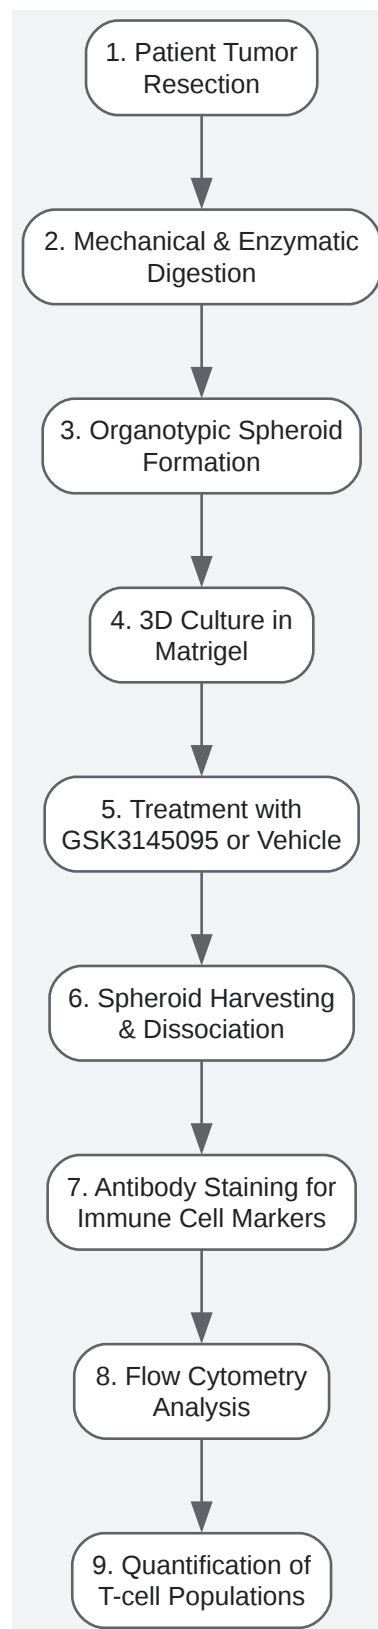 1. Patient Tumor
Resection
2. Mechanical & Enzymatic
Digestion
3. Organotypic Spheroid
Formation
4. 3D Culture in
Matrigel
5. Treatment with
GSK3145095 or Vehicle
6. Spheroid Harvesting
& Dissociation
7. Antibody Staining for
Immune Cell Markers
8. Flow Cytometry
Analysis
9. Quantification of
T-cell Populations